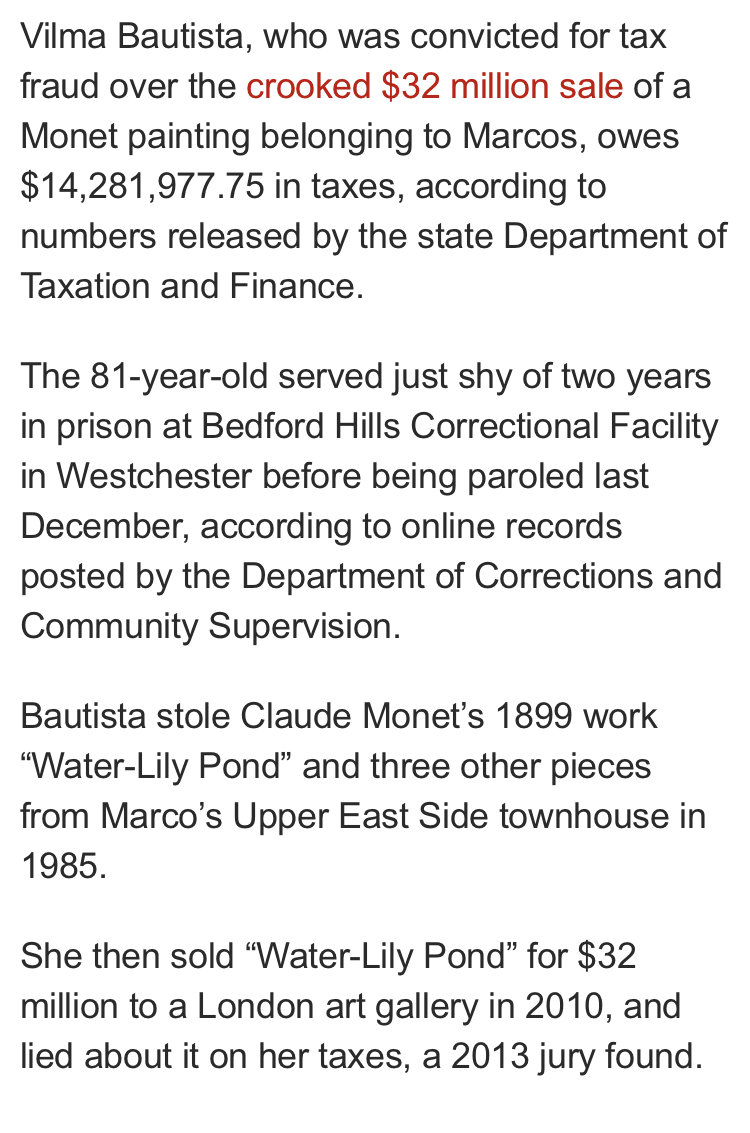 Vilma Bautista, who was convicted for tax
fraud over the crooked $32 million sale of a
Monet painting belonging to Marcos, owes
$14,281,977.75 in taxes, according to
numbers released by the state Department of
Taxation and Finance.
The 81-year-old served just shy of two years
in prison at Bedford Hills Correctional Facility
in Westchester before being paroled last
December, according to online records
posted by the Department of Corrections and
Community Supervision.
Bautista stole Claude Monet’s 1899 work
“Water-Lily Pond” and three other pieces
from Marco’s Upper East Side townhouse in
1985.
She then sold “Water-Lily Pond” for $32
million to a London art gallery in 2010, and
lied about it on her taxes, a 2013 jury found.